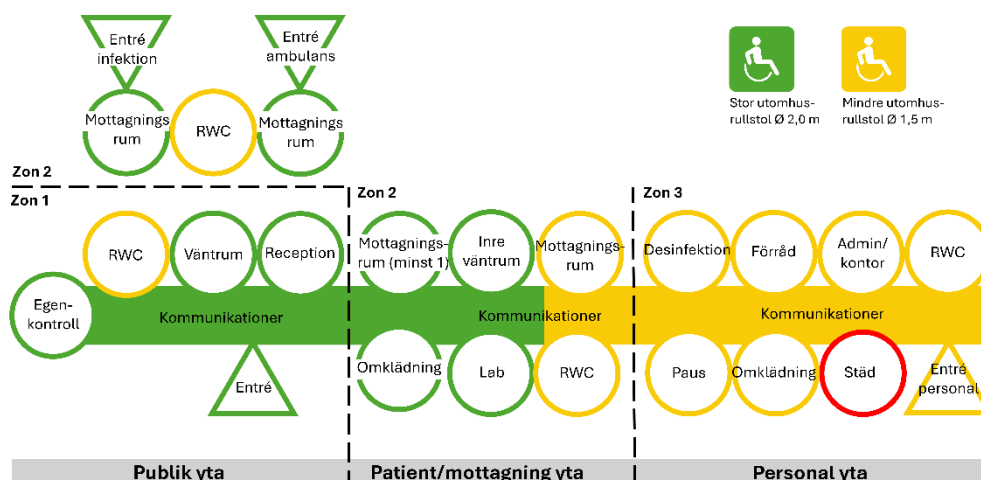 Entré
infektion
Entré
ambulans
Mottagnings
rum
RWC
Mottagnings
rum
Stor utomhus-
rullstol Ø 2,0 m
Mindre utomhus-
rullstol Ø 1,5 m
Zon 2
Zon 1
Zon 2
Zon 3
RWC
Väntrum
Reception
Mottagnings-
rum (minst 1)
Inre
väntrum
Mottagnings-
rum
Desinfektion
Förråd
Admin/
kontor
RWC
Egen-
kontroll
Kommunikationer
Kommunikationer
Kommunikationer
Entré
Omklädning
Lab
RWC
Paus
Omklädning
Städ
Entré
personal
Publik yta
Patient/mottagning yta
Personal yta